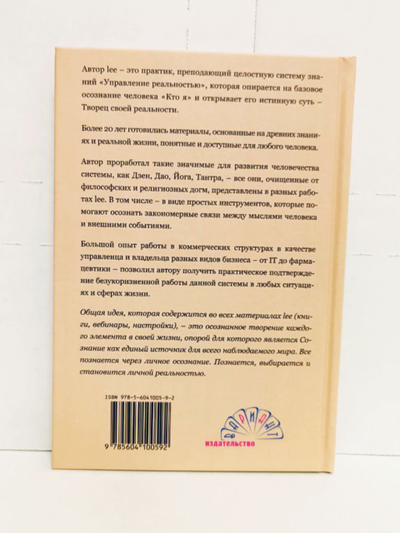 Автор lee – это практик, преподающий целостную систему зна-
ний «Управление реальностью», которая опирается на базовое
осознание человека «Кто я» и открывает его истинную суть –
Творец своей реальности.
Более 20 лет готовились материалы, основанные на древних знани-
ях и реальной жизни, понятные и доступные для любого человека.
Автор проработал такие значимые для развития человечества
системы, как Дзен, Дао, Йога, Тантра, – все они, очищенные от
философских и религиозных догм, представлены в разных рабо-
тах lee. В том числе – в виде простых инструментов, которые по-
могают осознать закономерные связи между мыслями человека
и внешними событиями.
Большой опыт работы в коммерческих структурах в качестве
управленца и владельца разных видов бизнеса – от IT до фарма-
цевтики – позволил автору получить практическое подтвержде-
ние безукоризненной работы данной системы в любых ситуаци-
ях и сферах жизни.
Общая идея, которая содержится во всех материалах lee (кни-
ги, вебинары, настройки), – это осознанное творение каждо-
го элемента в своей жизни, опорой для которого является Со-
знание как единый источник для всего наблюдаемого мира. Все
познается через личное осознание. Познается, выбирается и
становится личной реальностью.
ISBN 978-5-6041005-9-2
9 785604 100592
ВАРИАНТ
издательство